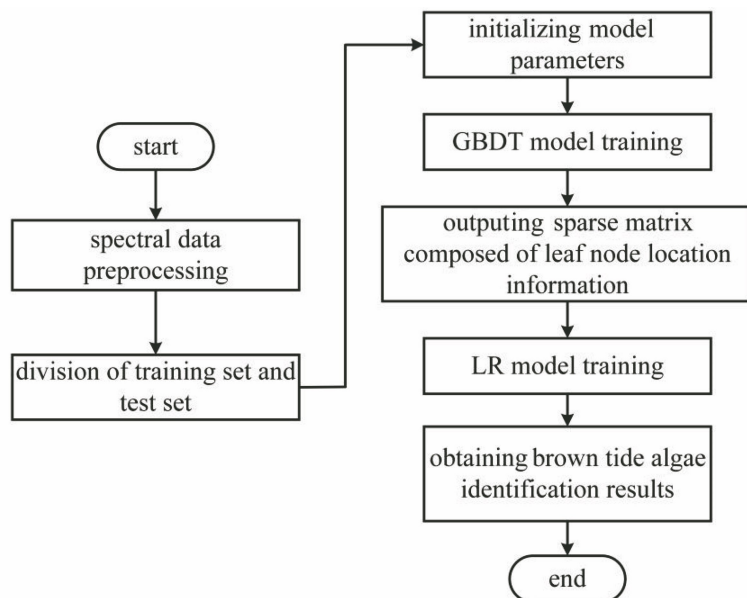 start
spectral data
preprocessing
division of training set and
test set
initializing model
parameters
GBDT model training
outputing sparse matrix
composed of leaf node location
information
LR model training
obtaining brown tide algae
identification results
end